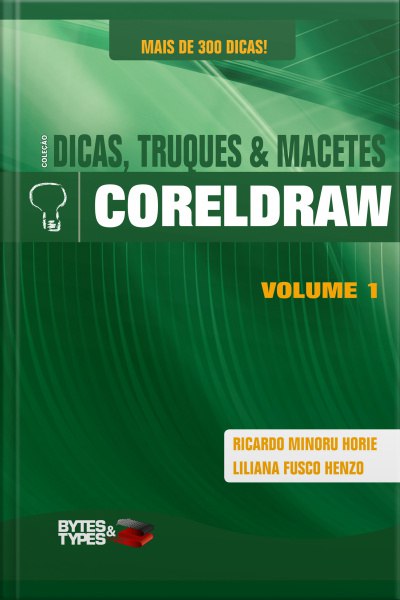 MAIS DE 300 DICAS!
COLEÇÃO
DICAS, TRUQUES & MACETES
CORELDRAW
VOLUME 1
RICARDO MINORU HORIE
LILIANA FUSCO HENZO
BYTES &
TYPES